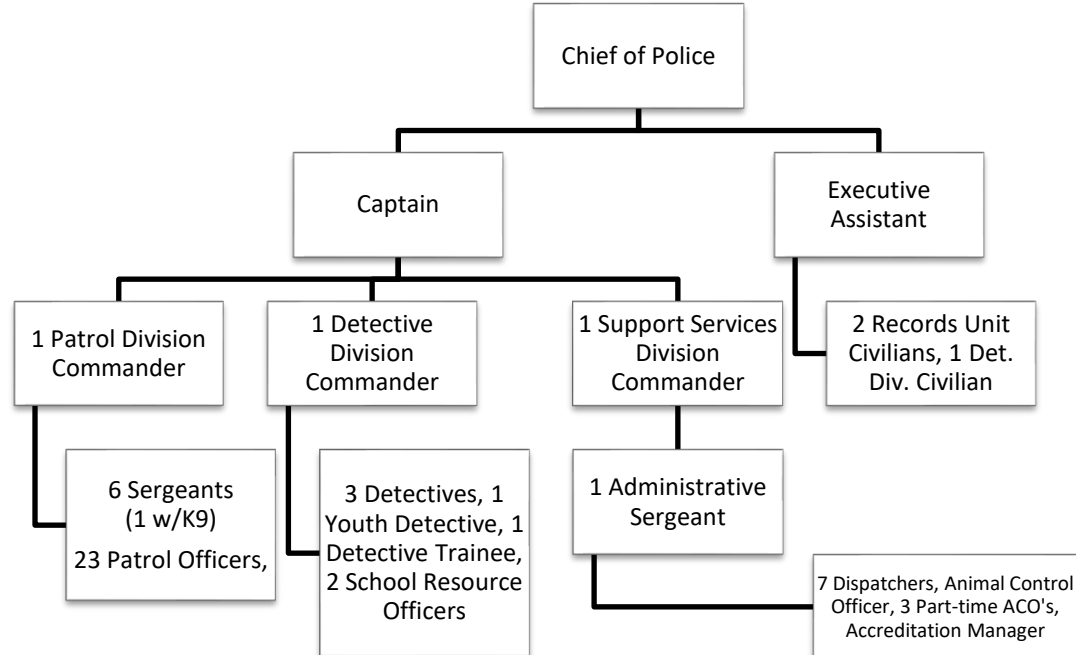 Chief of Police
Captain
Executive
Assistant
1 Patrol Division
Commander
1 Detective
Division
Commander
1 Support Services
Division
Commander
2 Records Unit
Civilians, 1 Det.
Div. Civilian
6 Sergeants
(1 w/K9)
23 Patrol Officers,
3 Detectives, 1
Youth Detective, 1
Detective Trainee,
2 School Resource
Officers
1 Administrative
Sergeant
7 Dispatchers, Animal Control
Officer, 3 Part-time ACO's,
Accreditation Manager